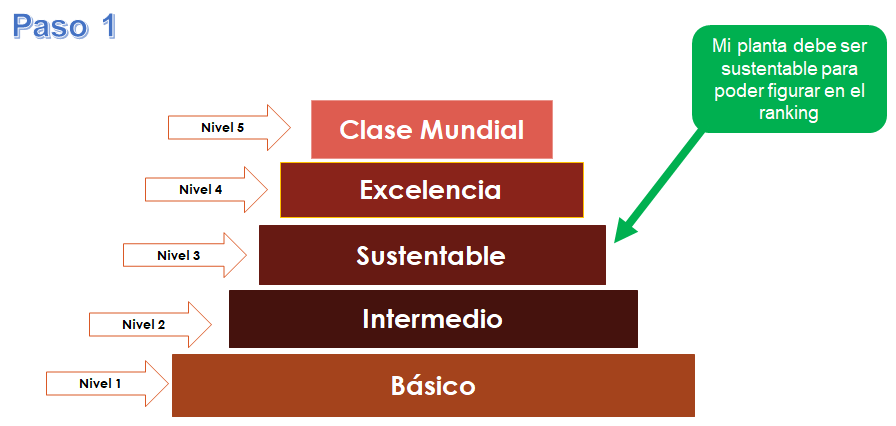 Paso 1
Mi planta debe ser
sustentable para
poder figurar en el
ranking
Nivel 5
Clase Mundial
Nivel 4
Excelencia
Nivel 3
Sustentable
Nivel 2
Intermedio
Nivel 1
Básico